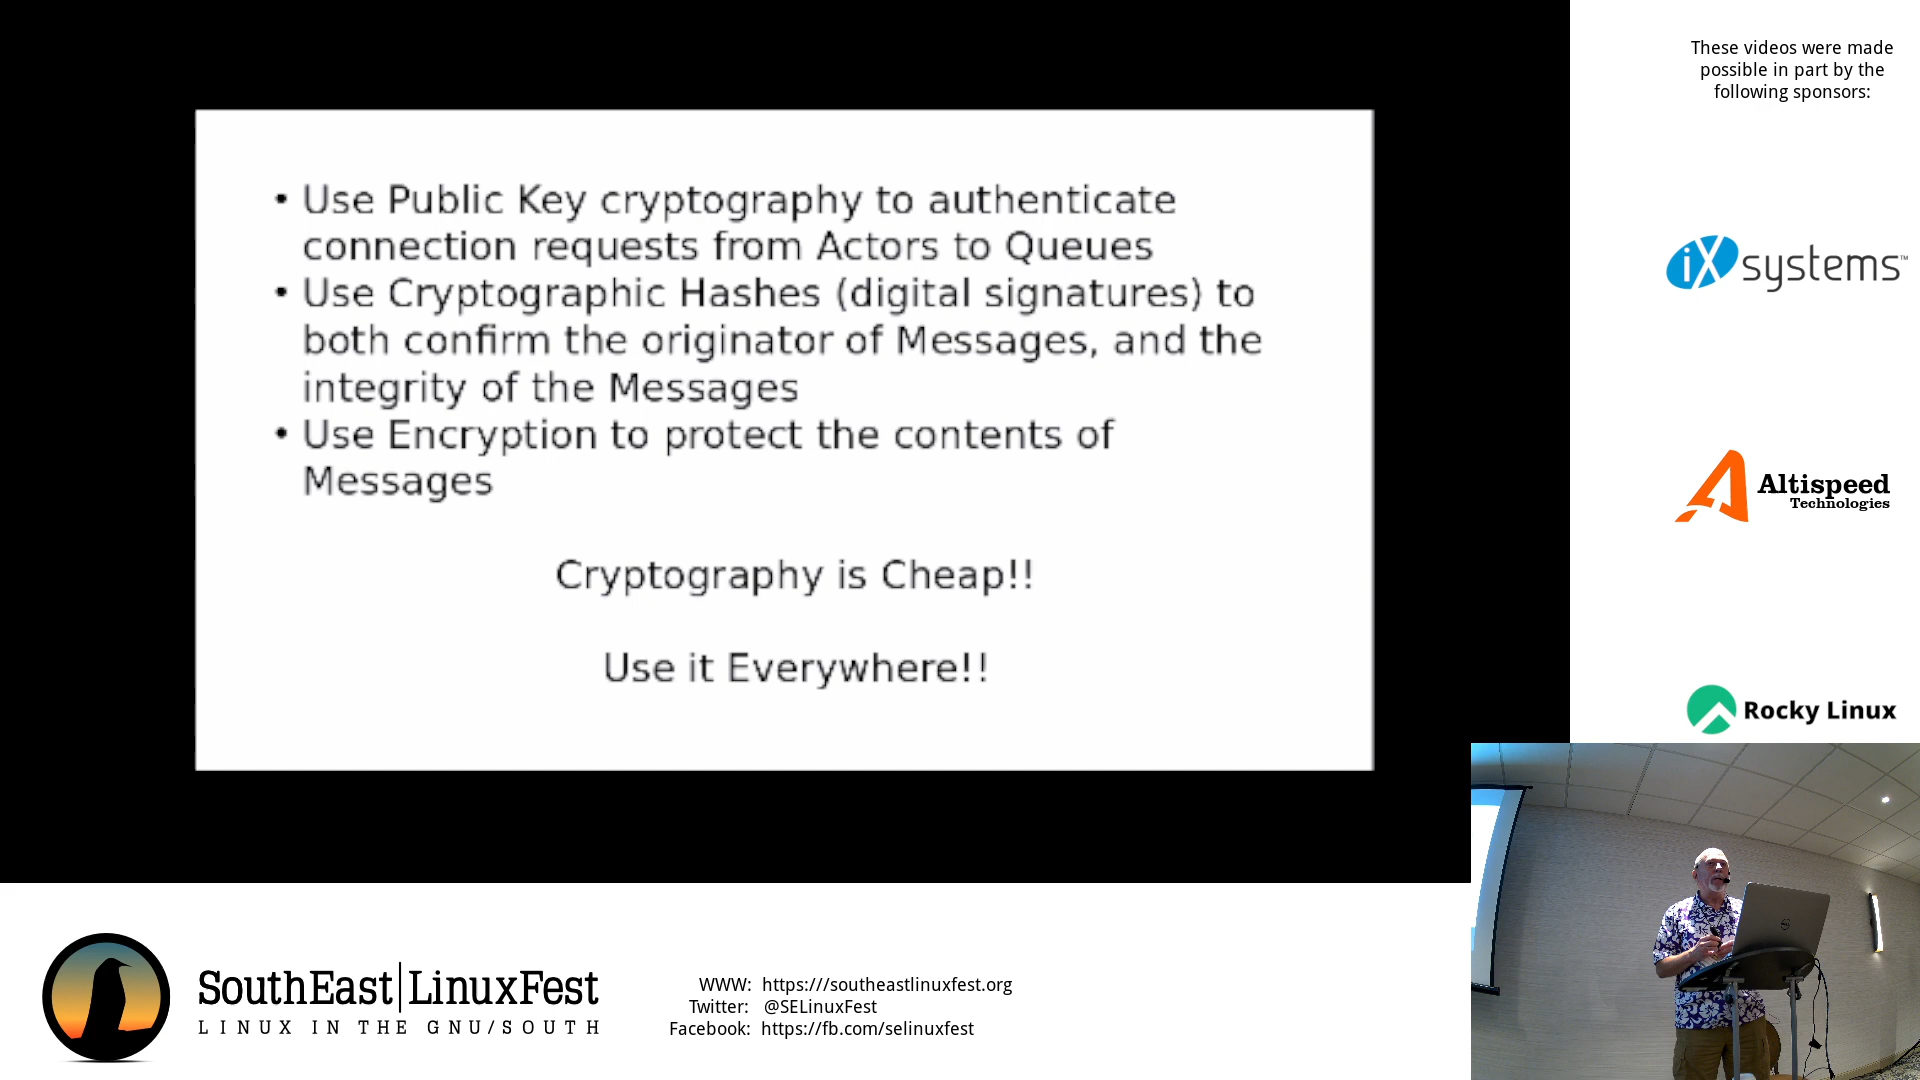 • Use Public Key cryptography to authenticate
connection requests from Actors to Queues
• Use Cryptographic Hashes (digital signatures) to
both confirm the originator of Messages, and the
integrity of the Messages
• Use Encryption to protect the contents of
Messages
Cryptography is Cheap!!
Use it Everywhere!!
These videos were made
possible in part by the
following sponsors:
iXsystems™
Altispeed
Technologies
Rocky Linux
SouthEast|LinuxFest
LINUX IN THE GNU/SOUTH
WWW: https:///southeastlinuxfest.org
Twitter: @SELinuxFest
Facebook: https://fb.com/selinuxfest